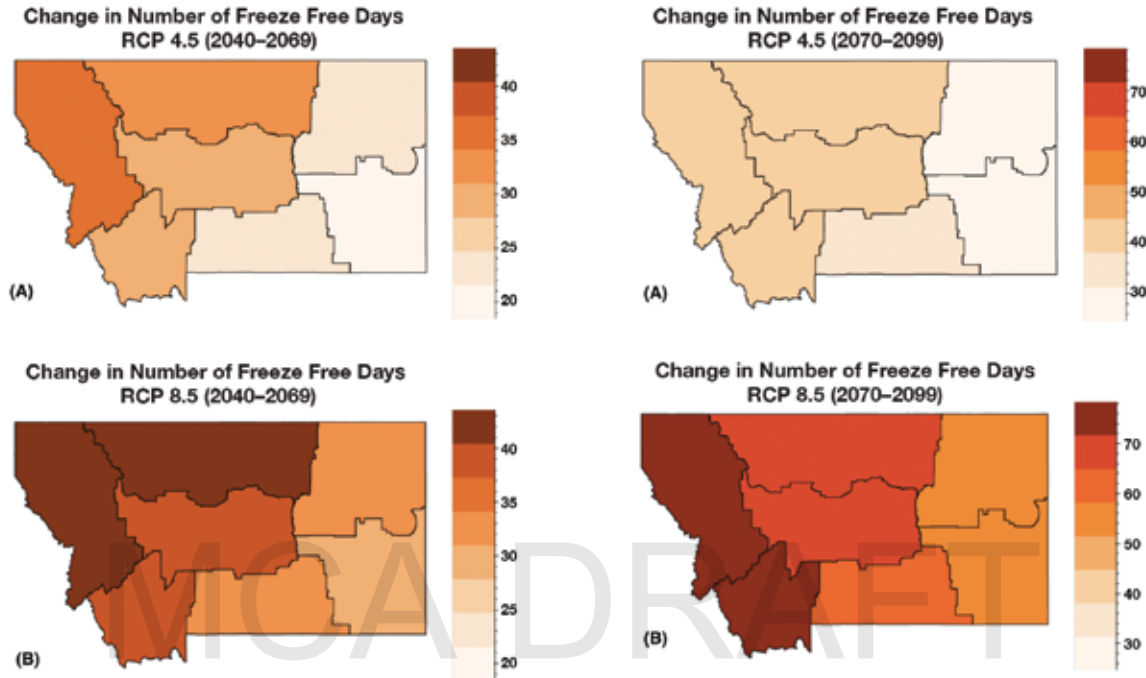 Change in Number of Freeze Free Days
RCP 4.5 (2040–2069)
40
35
30
25
20
(A)
Change in Number of Freeze Free Days
RCP 4.5 (2070–2099)
70
60
50
40
30
(A)
Change in Number of Freeze Free Days
RCP 8.5 (2040–2069)
40
35
30
25
20
(B)
Change in Number of Freeze Free Days
RCP 8.5 (2070–2099)
70
60
50
40
30
(B)
MCA DRAFT